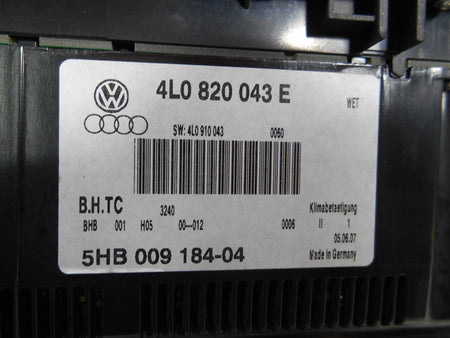 4L0 820 043 E
WET
SW: 4L0 910 043 0060
B.H.TC 3240 Klimabetaetigung
BHB 001 H05 00---012 0006 II 1
05.06.07
5HB 009 184-04 Made in Germany